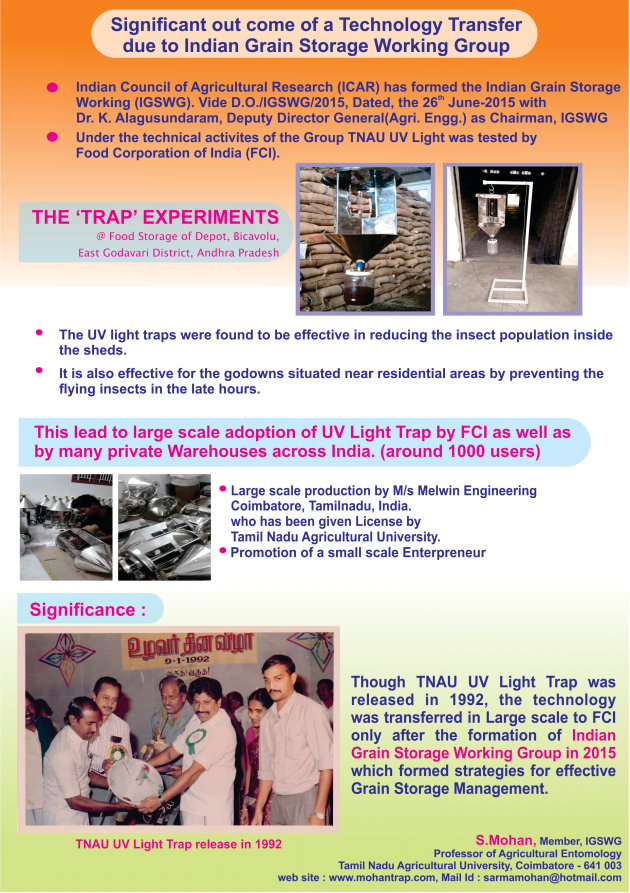 Significant out come of a Technology Transfer
due to Indian Grain Storage Working Group
Indian Council of Agricultural Research (ICAR) has formed the Indian Grain Storage
Working (IGSWG). Vide D.O./IGSWG/2015, Dated, the 26th June-2015 with
Dr. K. Alagusundaram, Deputy Director General(Agri. Engg.) as Chairman, IGSWG
Under the technical activites of the Group TNAU UV Light was tested by
Food Corporation of India (FCI).
THE ‘TRAP’ EXPERIMENTS
@ Food Storage of Depot, Bicavolu,
East Godavari District, Andhra Pradesh
The UV light traps were found to be effective in reducing the insect population inside
the sheds.
It is also effective for the godowns situated near residential areas by preventing the
flying insects in the late hours.
This lead to large scale adoption of UV Light Trap by FCI as well as
by many private Warehouses across India. (around 1000 users)
Large scale production by M/s Melwin Engineering
Coimbatore, Tamilnadu, India.
who has been given License by
Tamil Nadu Agricultural University.
Promotion of a small scale Enterpreneur
Significance :
உழவர் தின விழா
9-1-1992
Though TNAU UV Light Trap was
released in 1992, the technology
was transferred in Large scale to FCI
only after the formation of Indian
Grain Storage Working Group in 2015
which formed strategies for effective
Grain Storage Management.
TNAU UV Light Trap release in 1992
S.Mohan, Member, IGSWG
Professor of Agricultural Entomology
Tamil Nadu Agricultural University, Coimbatore - 641 003
web site : www.mohantrap.com, Mail Id : sarmamohan@hotmail.com